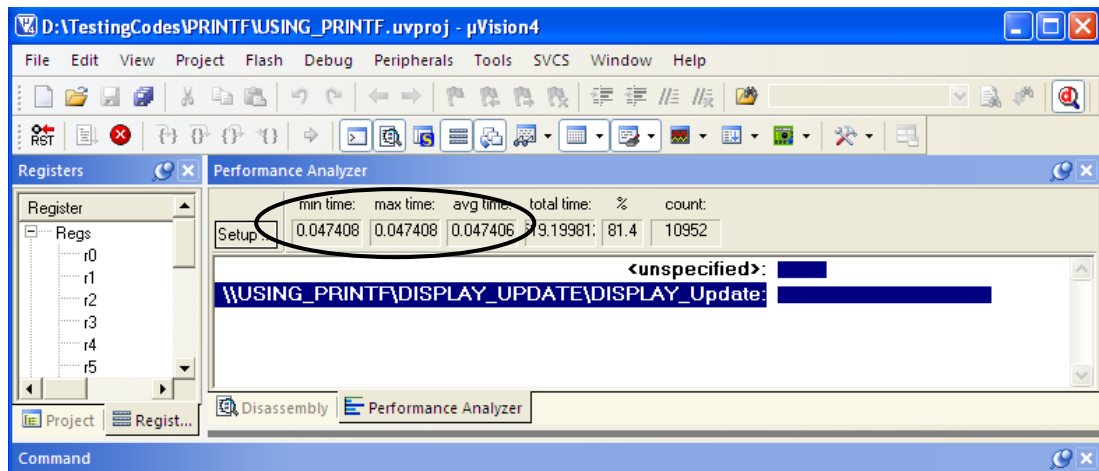 D:\TestingCodes\PRINTF\USING_PRINTF.uvproj - µVision4
File Edit View Project Flash Debug Peripherals Tools SVCS Window Help
RST
Registers
Performance Analyzer
Register
Regs
r0
r1
r2
r3
r4
r5
min time: max time: avg time: total time: % count:
Setup... 0.047408 0.047408 0.047406 81.4 10952
<unspecified>:
\\USING_PRINTF\DISPLAY_UPDATE\DISPLAY_Update:
Project Regist...
Disassembly Performance Analyzer
Command